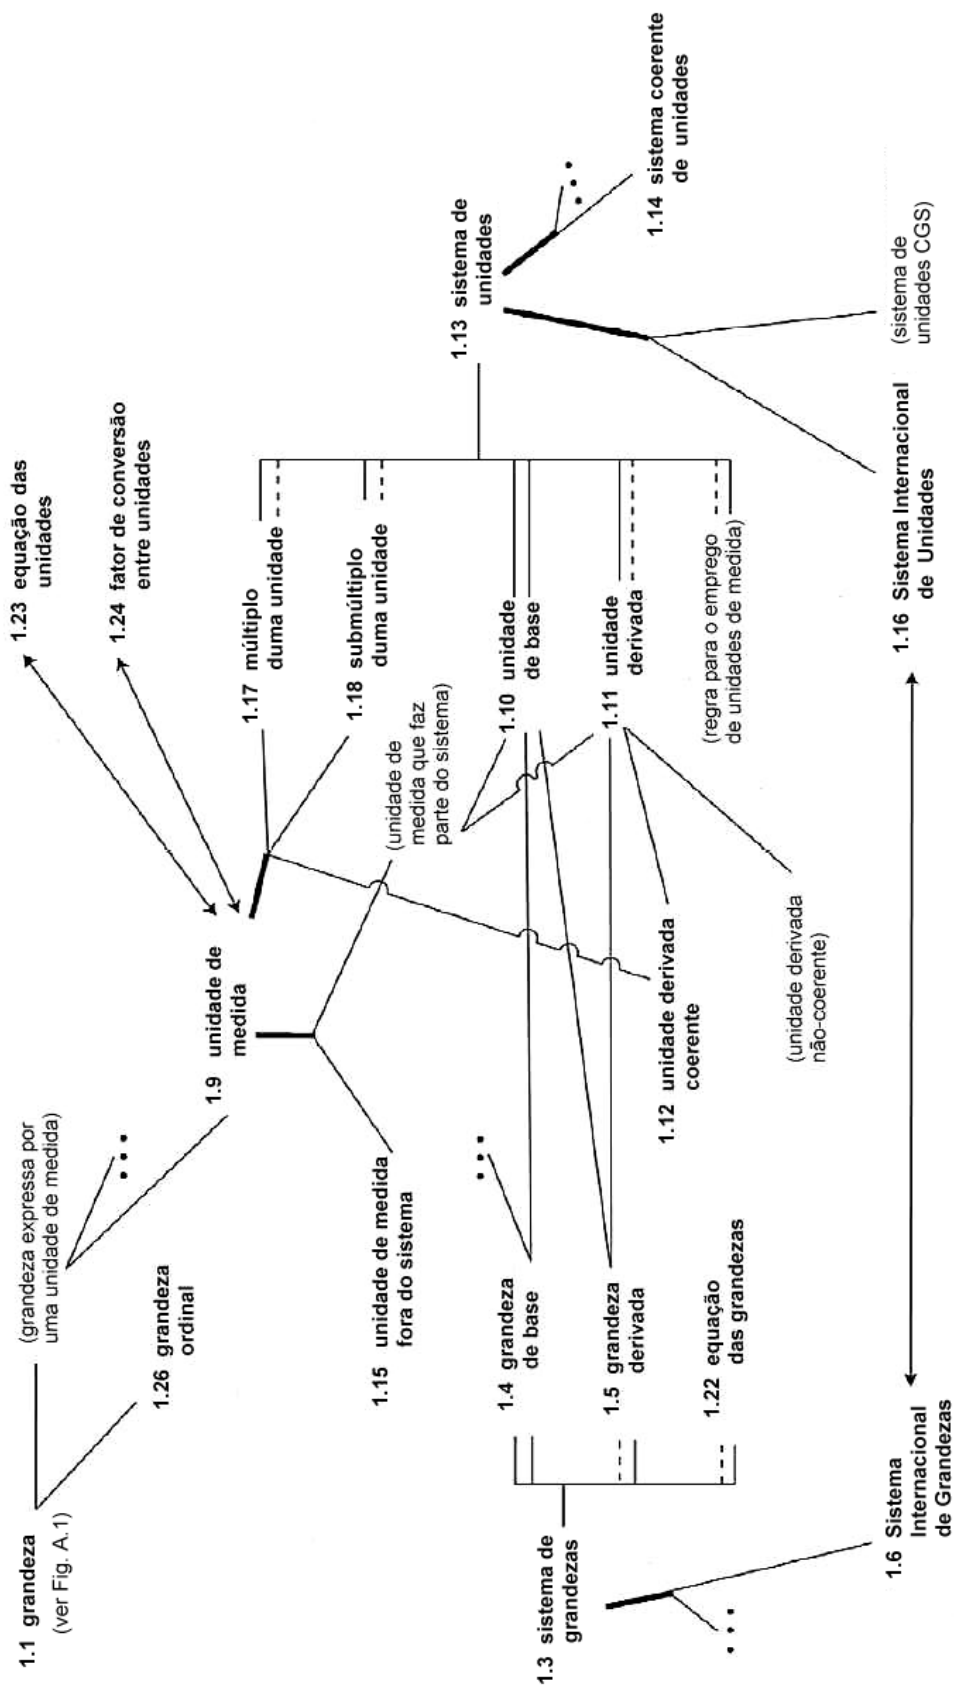 1.1 grandeza
(ver Fig. A.1)
(grandeza expressa por
uma unidade de medida)
1.26 grandeza
ordinal
1.9 unidade de
medida
1.23 equação das
unidades
1.24 fator de conversão
entre unidades
1.17 múltiplo
duma unidade
1.18 submúltiplo
duma unidade
1.15 unidade de medida
fora do sistema
(unidade de
medida que faz
parte do sistema)
1.13 sistema de
unidades
1.14 sistema coerente
de unidades
1.3 sistema de
grandezas
1.4 grandeza
de base
1.5 grandeza
derivada
1.22 equação
das grandezas
1.10 unidade
de base
1.11 unidade
derivada
(regra para o emprego
de unidades de medida)
1.12 unidade derivada
coerente
(unidade derivada
não-coerente)
1.6 Sistema
Internacional
de Grandezas
1.16 Sistema Internacional
de Unidades
(sistema de
unidades CGS)